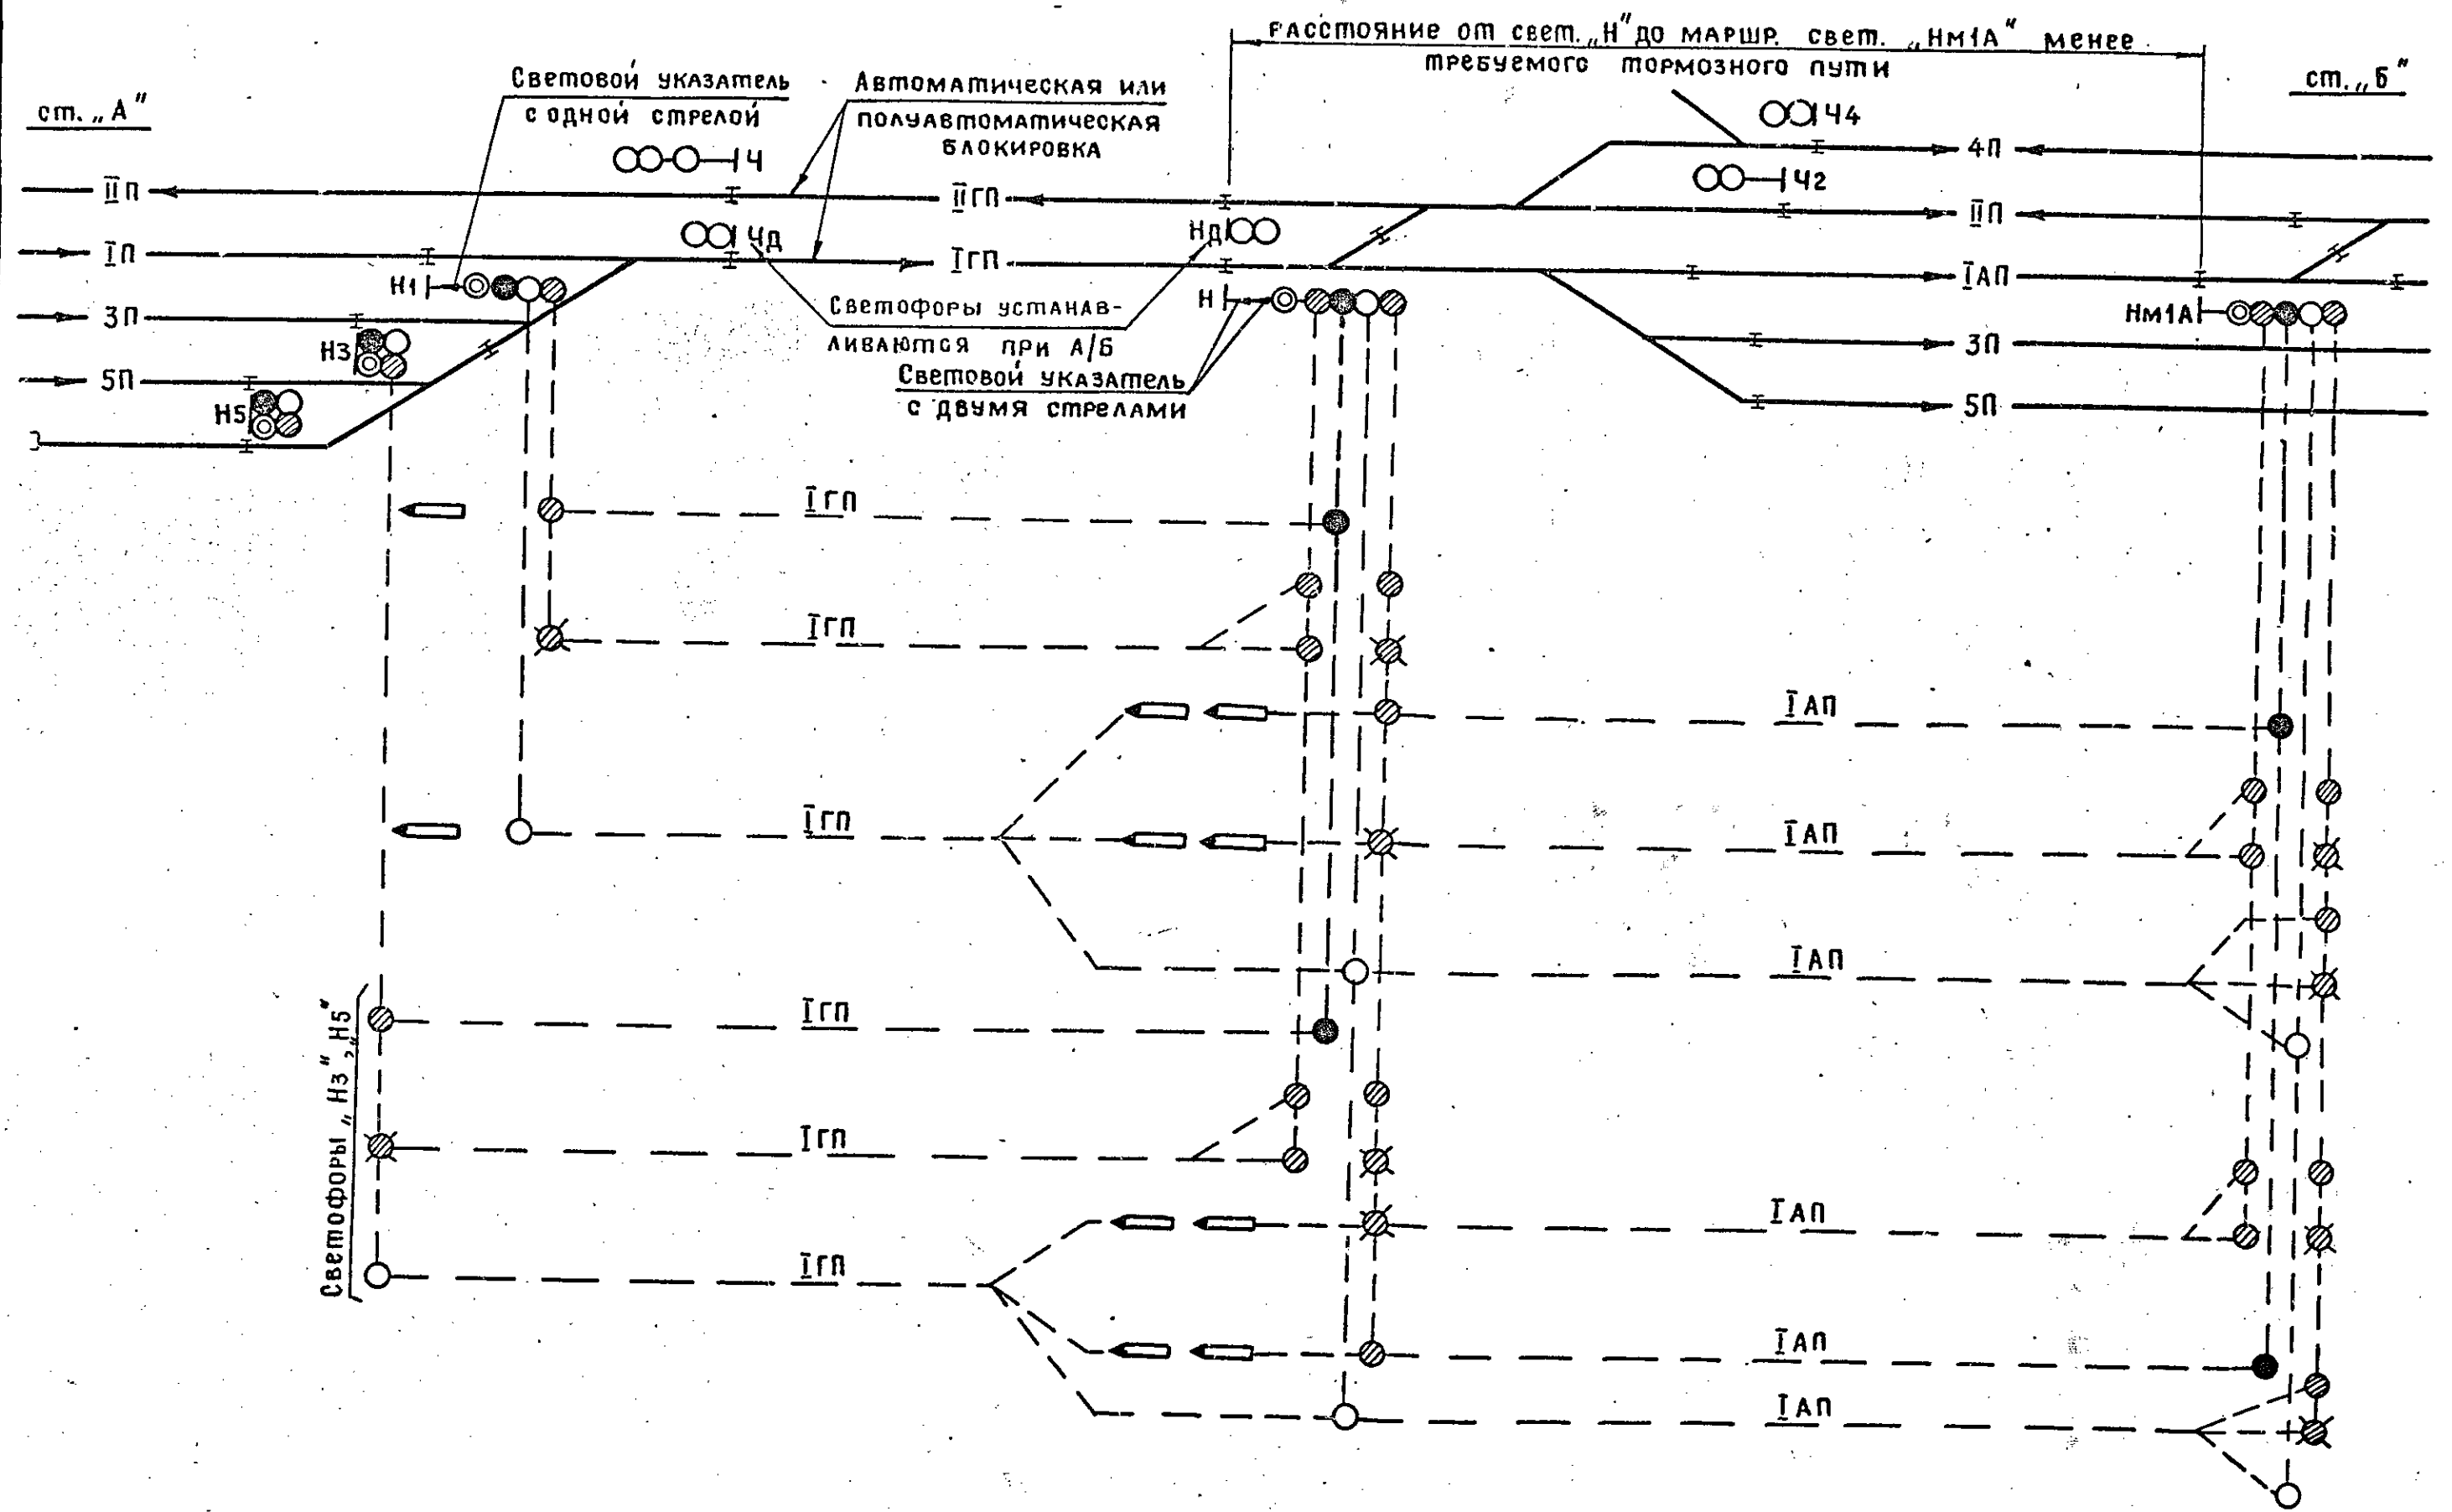 РАССТОЯНИЕ ОТ СВЕТ. „Н" ДО МАРШР. СВЕТ. „НМ1А" МЕНЕЕ
ТРЕБУЕМОГО ТОРМОЗНОГО ПУТИ
ст. „А"
Световой указатель
с одной стрелой
Автоматическая или
полуавтоматическая
блокировка
ст. „Б"
Ч4
4П
Ч
Ч2
IIП
IIГП
IIП
ЧД
НД
IП
IГП
IАП
Н1
Светофоры устанав-
ливаются при А/Б
Н
НМ1А
3П
Н3
3П
Световой указатель
с двумя стрелами
5П
Н5
5П
IГП
IГП
IАП
IГП
IАП
IАП
IГП
Светофоры „Н3", „Н5"
IГП
IАП
IГП
IАП
IАП